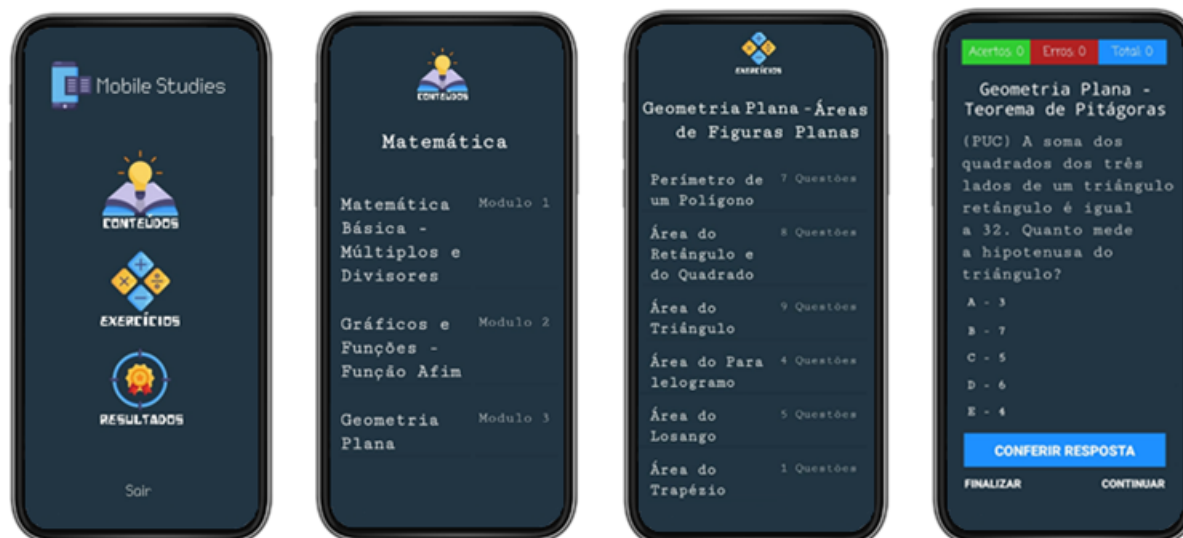 Mobile Studies
CONTEÚDOS
EXERCÍCIOS
RESULTADOS
Sair
CONTEÚDOS
Matemática
Matemática Modulo 1
Básica -
Múltiplos e
Divisores
Gráficos e Modulo 2
Funções -
Função Afim
Geometria Modulo 3
Plana
EXERCÍCIOS
Geometria Plana -Áreas
de Figuras Planas
Perímetro de 7 Questões
um Polígono
Área do 8 Questões
Retângulo e
do Quadrado
Área do 9 Questões
Triângulo
Área do Para 4 Questões
lelogramo
Área do 5 Questões
Losango
Área do 1 Questões
Trapézio
Acertos: 0 Erros: 0 Total: 0
Geometria Plana -
Teorema de Pitágoras
(PUC) A soma dos
quadrados dos três
lados de um triângulo
retângulo é igual
a 32. Quanto mede
a hipotenusa do
triângulo?
A - 3
B - 7
C - 5
D - 6
E - 4
CONFERIR RESPOSTA
FINALIZAR CONTINUAR